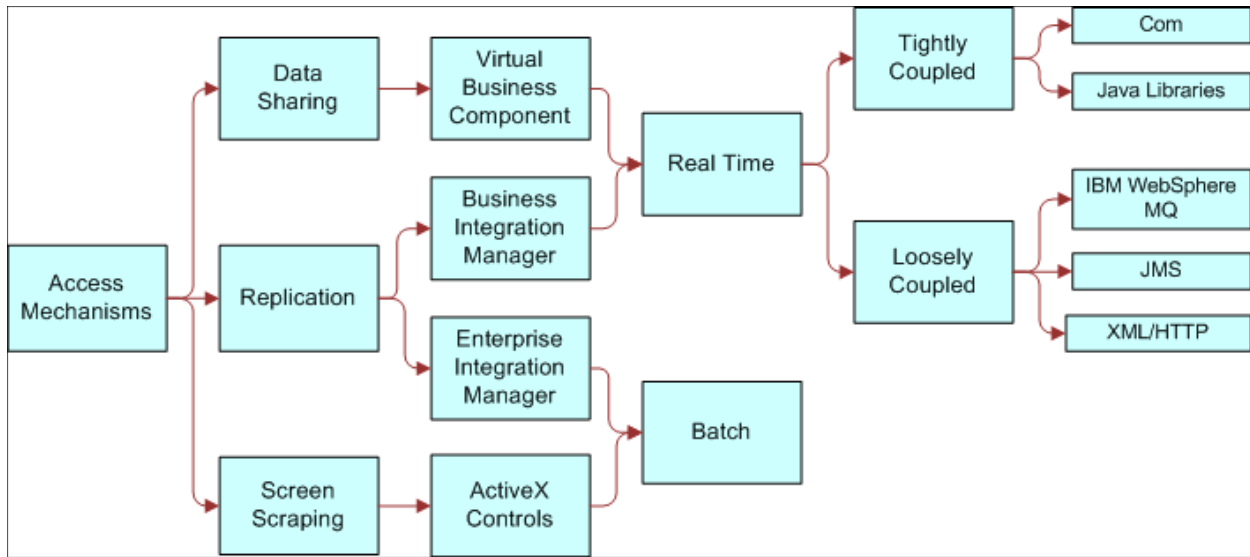 Access
Mechanisms
Data
Sharing
Replication
Screen
Scraping
Virtual
Business
Component
Business
Integration
Manager
Enterprise
Integration
Manager
ActiveX
Controls
Real Time
Batch
Tightly
Coupled
Loosely
Coupled
Com
Java Libraries
IBM WebSphere
MQ
JMS
XML/HTTP